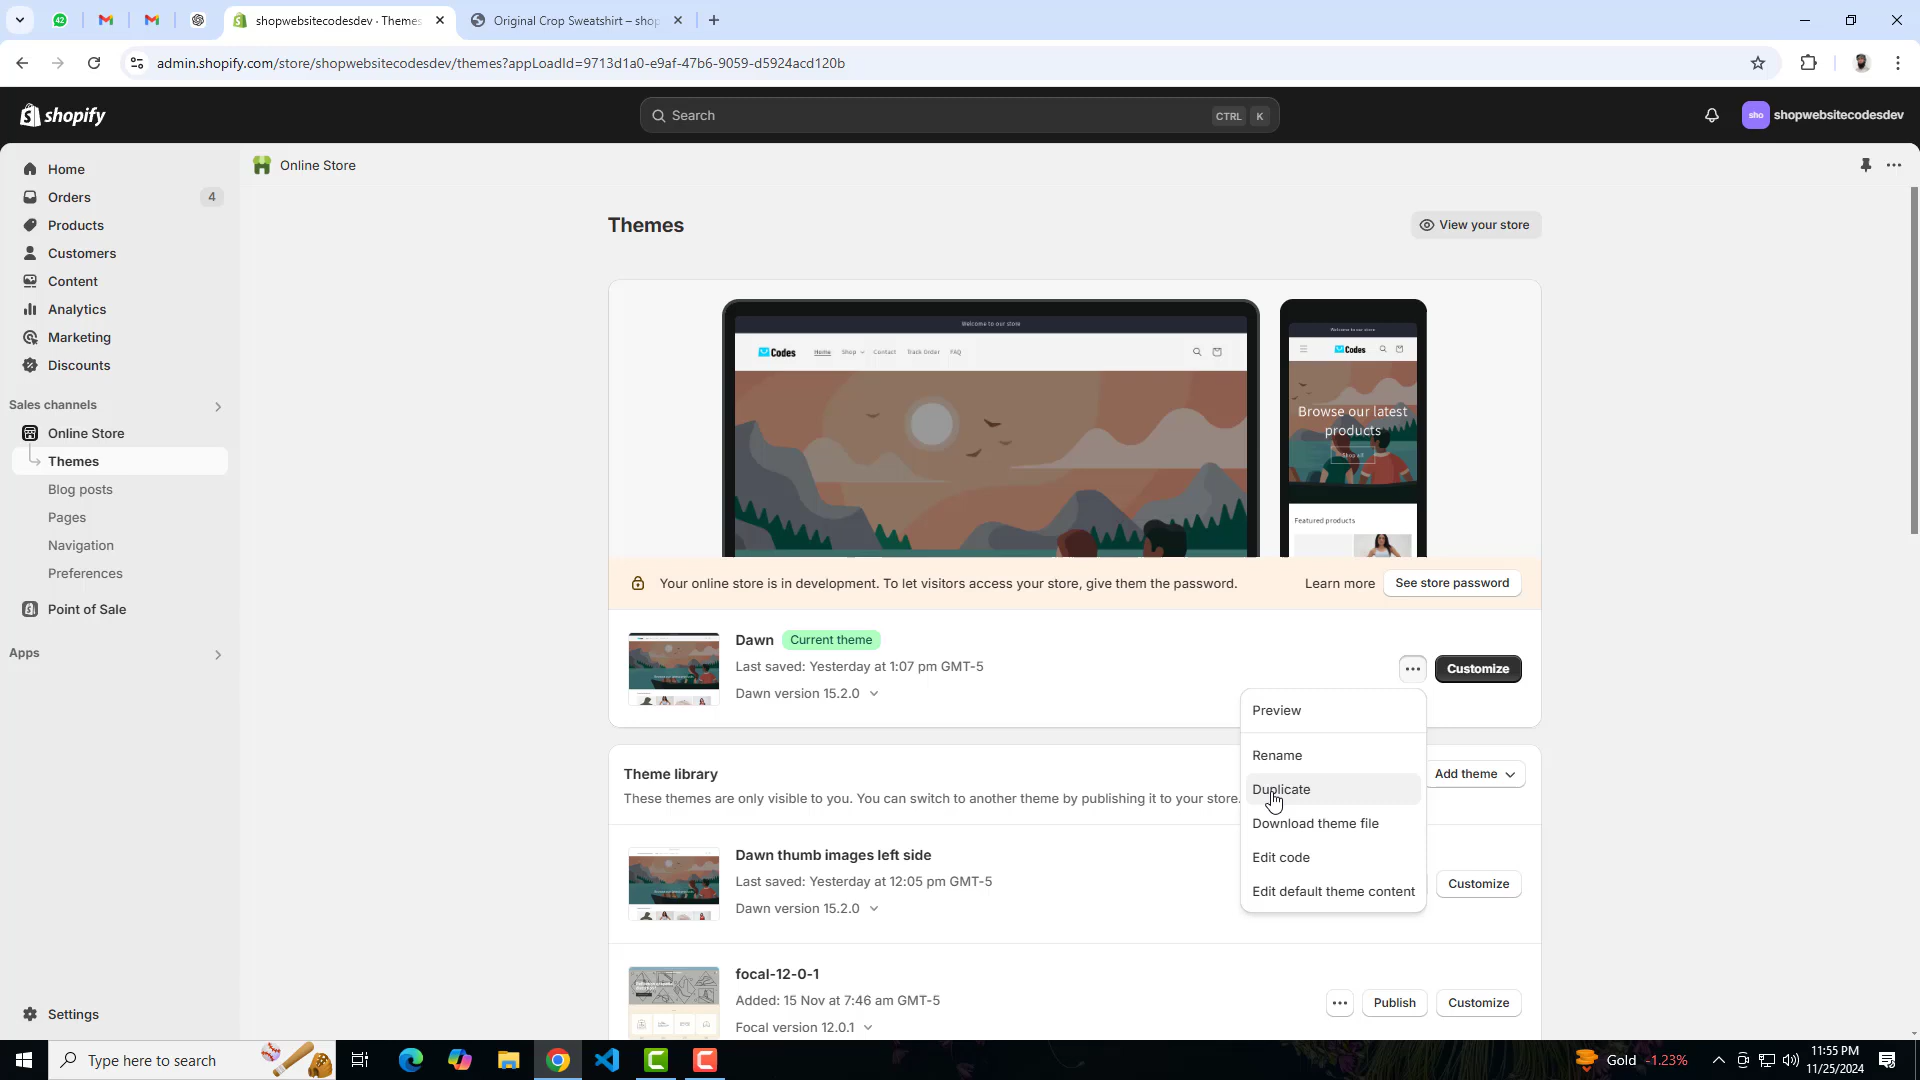 shopwebsitecodesdev · Themes
Original Crop Sweatshirt – shop
admin.shopify.com/store/shopwebsitecodesdev/themes?appLoadId=9713d1a0-e9af-47b6-9059-d5924acd120b
shopify
Search
CTRL K
sho
shopwebsitecodesdev
Home
Orders
4
Products
Customers
Content
Analytics
Marketing
Discounts
Sales channels
Online Store
Themes
Blog posts
Pages
Navigation
Preferences
Point of Sale
Apps
Settings
Online Store
Themes
View your store
Welcome to our store
Codes
Home Shop Contact Track Order FAQ
Welcome to our store
Codes
Browse our latest
products
Shop all
Featured products
Your online store is in development. To let visitors access your store, give them the password.
Learn more
See store password
Dawn
Current theme
Last saved: Yesterday at 1:07 pm GMT-5
Dawn version 15.2.0
Customize
Preview
Rename
Duplicate
Download theme file
Edit code
Edit default theme content
Theme library
These themes are only visible to you. You can switch to another theme by publishing it to your store.
Add theme
Dawn thumb images left side
Last saved: Yesterday at 12:05 pm GMT-5
Dawn version 15.2.0
Customize
focal-12-0-1
Added: 15 Nov at 7:46 am GMT-5
Focal version 12.0.1
Publish
Customize
Type here to search
Gold -1.23%
11:55 PM
11/25/2024